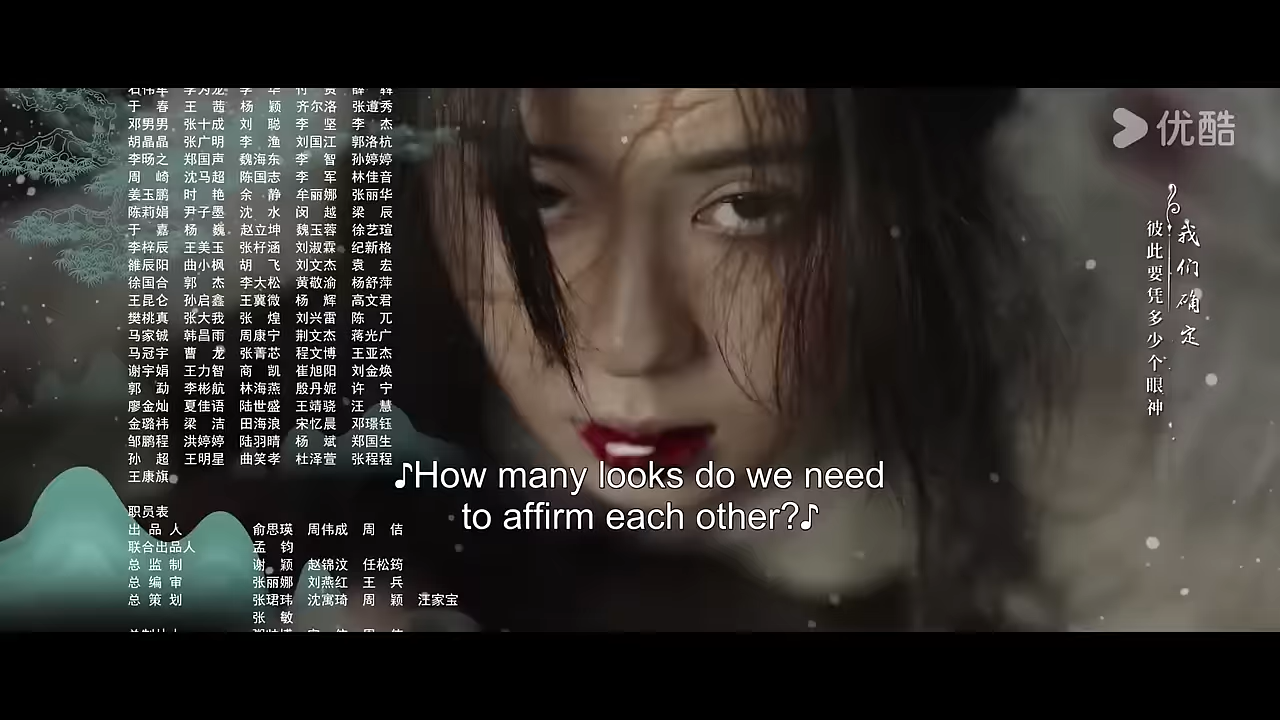 于 春 王 茜 杨 颖 齐尔洛 张遵秀
邓男男 张十成 刘 聪 李 坚 李 杰
胡晶晶 张广明 李 渔 刘国江 郭洛杭
李旸之 郑国声 魏海东 李 智 孙婷婷
周 崎 沈马超 陈国志 李 军 林佳音
姜玉鹏 时 艳 余 静 牟丽娜 张丽华
陈莉娟 尹子墨 沈 水 闵 越 梁 辰
于 嘉 杨 巍 赵立坤 魏玉蓉 徐艺瑄
李梓辰 王美玉 张籽涵 刘淑霖 纪新格
雒辰阳 曲小枫 胡 飞 刘文杰 袁 宏
徐国合 郭 杰 李大松 黄敬渝 杨舒萍
王昆仑 孙启鑫 王冀微 杨 辉 高文君
樊桃真 张大我 张 煌 刘兴雷 陈 兀
马家铖 韩昌雨 周康宁 荆文杰 蒋光广
马冠宇 曹 龙 张菁芯 程文博 王亚杰
谢宇娟 王力智 商 凯 崔旭阳 刘金焕
郭 勐 李彬航 林海燕 殷丹妮 许 宁
廖金灿 夏佳语 陆世盛 王靖骁 汪 慧
金璐祎 梁 洁 田海浪 宋忆晨 邓璟钰
邹鹏程 洪婷婷 陆羽晴 杨 斌 郑国生
孙 超 王明星 曲笑孝 杜泽萱 张程程
王康旗
职员表
出 品 人 俞思瑛 周伟成 周 佶
联合出品人 孟 钧
总 监 制 谢 颖 赵锦汶 任松筠
总 编 审 张丽娜 刘燕红 王 兵
总 策 划 张珺玮 沈寓琦 周 颖 汪家宝
张 敏
优酷
我们确定
彼此要凭多少个眼神
♪How many looks do we need
to affirm each other?♪